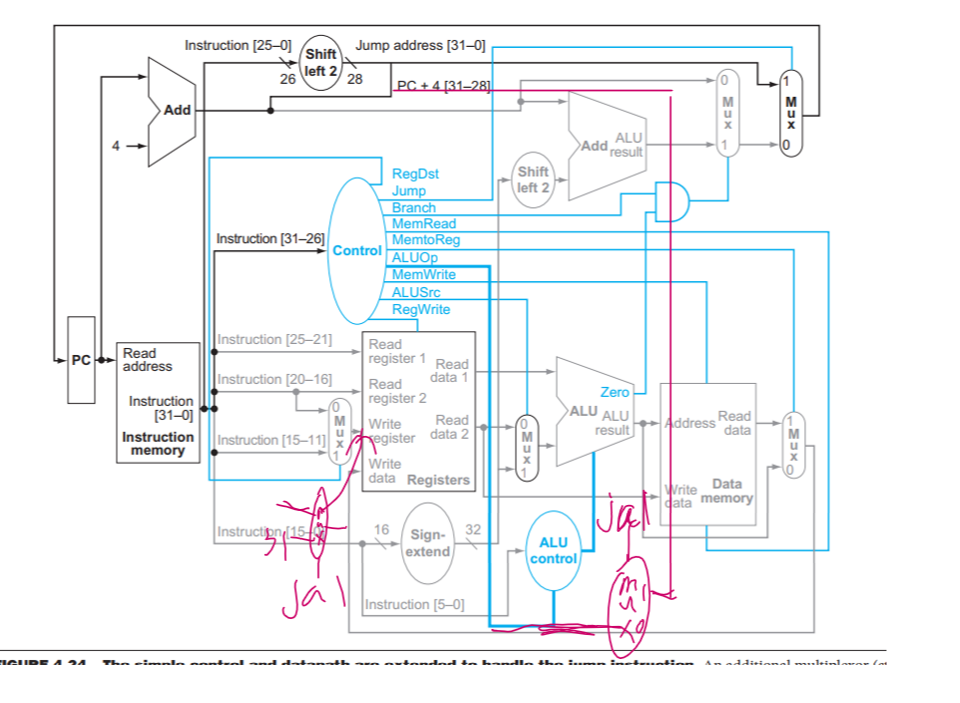 Instruction [25–0]
Shift
left 2
Jump address [31–0]
26
28
PC + 4 [31–28]
Add
4
Add
ALU
result
0
M
u
x
1
1
M
u
x
0
Shift
left 2
RegDst
Jump
Branch
MemRead
MemtoReg
ALUOp
MemWrite
ALUSrc
RegWrite
Instruction [31–26]
Control
PC
Read
address
Instruction
[31–0]
Instruction
memory
Instruction [25–21]
Instruction [20–16]
Instruction [15–11]
0
M
u
x
1
Read
register 1
Read
register 2
Write
register
Write
data
Read
data 1
Read
data 2
Registers
0
M
u
x
1
Zero
ALU
ALU
result
Address
Read
data
Write
data
Data
memory
1
M
u
x
0
Instruction [15–0]
16
Sign-
extend
32
ALU
control
Instruction [5–0]
31
jal
jal
m
u
x
1
0
The simple control and datapath are extended to handle the jump instruction.
An additional multiplexor